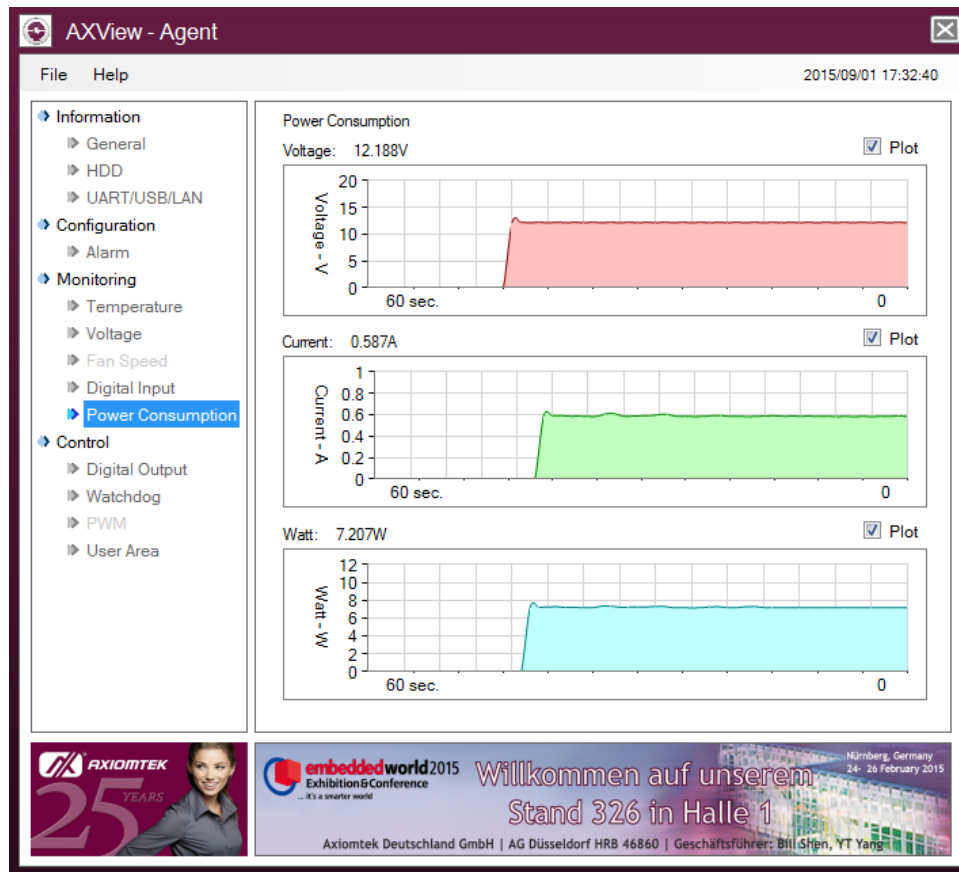 AXView - Agent
File Help 2015/09/01 17:32:40
Information
General
HDD
UART/USB/LAN
Configuration
Alarm
Monitoring
Temperature
Voltage
Fan Speed
Digital Input
Power Consumption
Control
Digital Output
Watchdog
PWM
User Area
Power Consumption
Voltage: 12.188V Plot
Voltage - V
20
15
10
5
0
60 sec. 0
Current: 0.587A Plot
Current - A
1
0.8
0.6
0.4
0.2
0
60 sec. 0
Watt: 7.207W Plot
Watt - W
12
10
8
6
4
2
0
60 sec. 0
AXIOMTEK
25 YEARS
embedded world 2015
Exhibition&Conference
... it's a smarter world
Willkommen auf unserem
Stand 326 in Halle 1
Nürnberg, Germany
24- 26 February 2015
Axiomtek Deutschland GmbH | AG Düsseldorf HRB 46860 | Geschäftsführer: Bill Shen, YT Yang